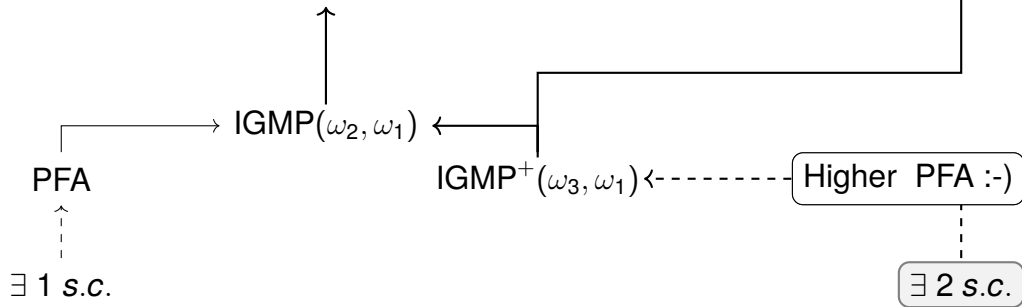 IGMP(ω₂, ω₁)
PFA
IGMP⁺(ω₃, ω₁)
Higher PFA :-)
∃ 1 s.c.
∃ 2 s.c.